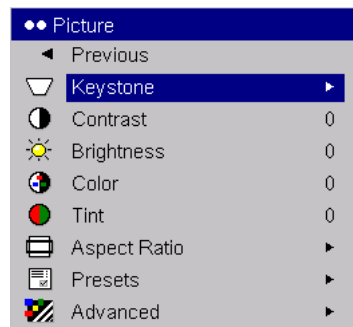 Picture
Previous
Keystone
Contrast 0
Brightness 0
Color 0
Tint 0
Aspect Ratio
Presets
Advanced